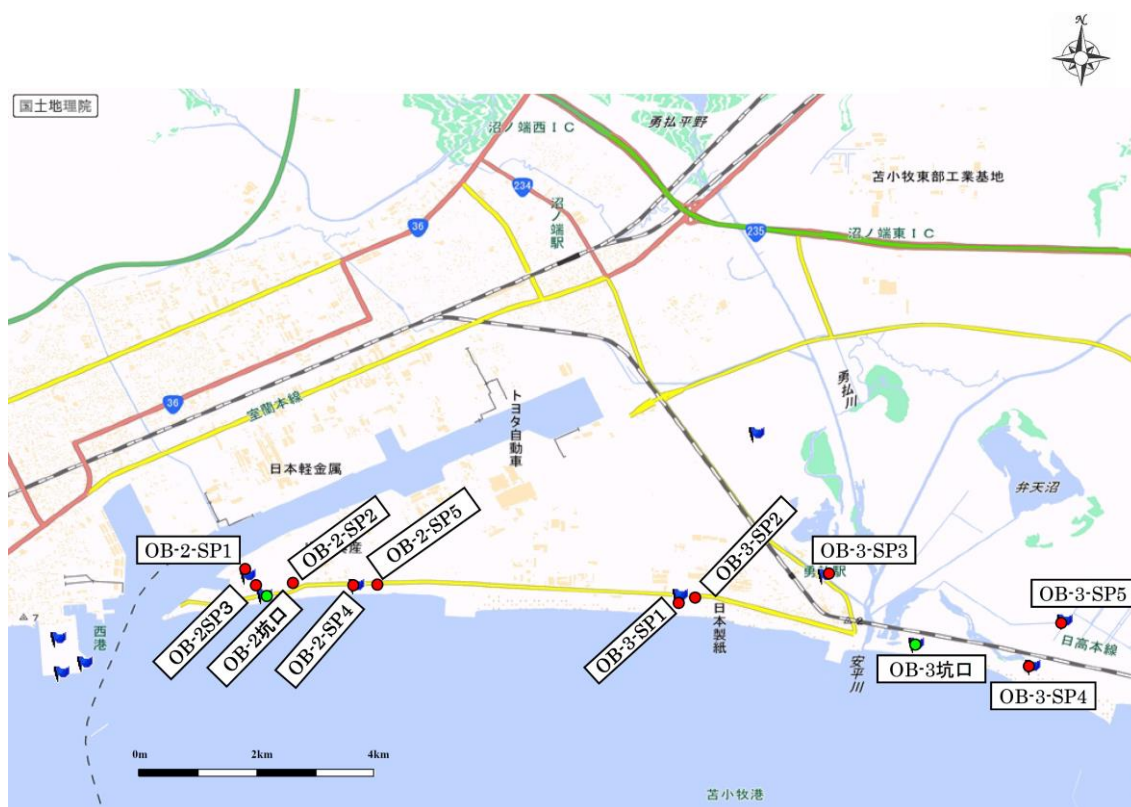 N
国土地理院
沼ノ端西IC
勇払平野
234
沼ノ端駅
苫小牧東部工業基地
36
235
沼ノ端東IC
36
室蘭本線
トヨタ自動車
勇払川
日本軽金属
弁天沼
OB-2-SP1
OB-2-SP2
OB-2-SP5
OB-3-SP2
OB-3-SP3
OB-2SP3
OB-2坑口
OB-2-SP4
OB-3-SP1
日本製紙
OB-3-SP5
7
西港
日高本線
安平川
OB-3坑口
OB-3-SP4
0m
2km
4km
苫小牧港